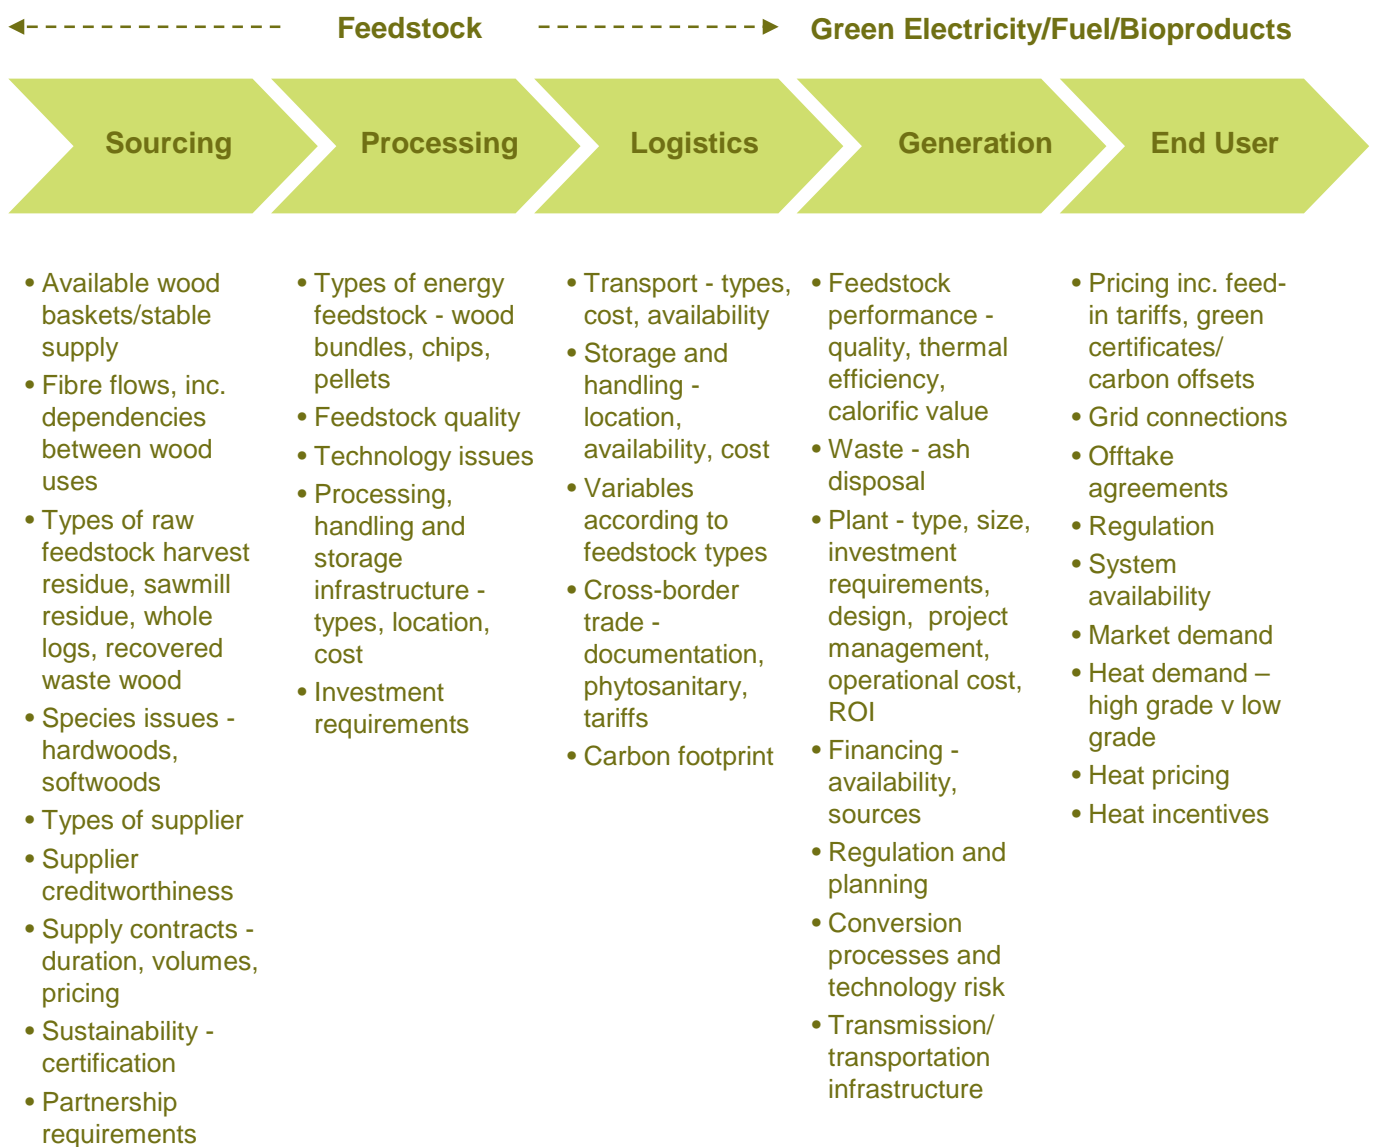 Feedstock
Green Electricity/Fuel/Bioproducts
Sourcing
Processing
Logistics
Generation
End User
• Available wood
baskets/stable
supply
• Fibre flows, inc.
dependencies
between wood
uses
• Types of raw
feedstock harvest
residue, sawmill
residue, whole
logs, recovered
waste wood
• Species issues -
hardwoods,
softwoods
• Types of supplier
• Supplier
creditworthiness
• Supply contracts -
duration, volumes,
pricing
• Sustainability -
certification
• Partnership
requirements
• Types of energy
feedstock - wood
bundles, chips,
pellets
• Feedstock quality
• Technology issues
• Processing,
handling and
storage
infrastructure -
types, location,
cost
• Investment
requirements
• Transport - types,
cost, availability
• Storage and
handling -
location,
availability, cost
• Variables
according to
feedstock types
• Cross-border
trade -
documentation,
phytosanitary,
tariffs
• Carbon footprint
• Feedstock
performance -
quality, thermal
efficiency,
calorific value
• Waste - ash
disposal
• Plant - type, size,
investment
requirements,
design,  project
management,
operational cost,
ROI
• Financing -
availability,
sources
• Regulation and
planning
• Conversion
processes and
technology risk
• Transmission/
transportation
infrastructure
• Pricing inc. feed-
in tariffs, green
certificates/
carbon offsets
• Grid connections
• Offtake
agreements
• Regulation
• System
availability
• Market demand
• Heat demand –
high grade v low
grade
• Heat pricing
• Heat incentives